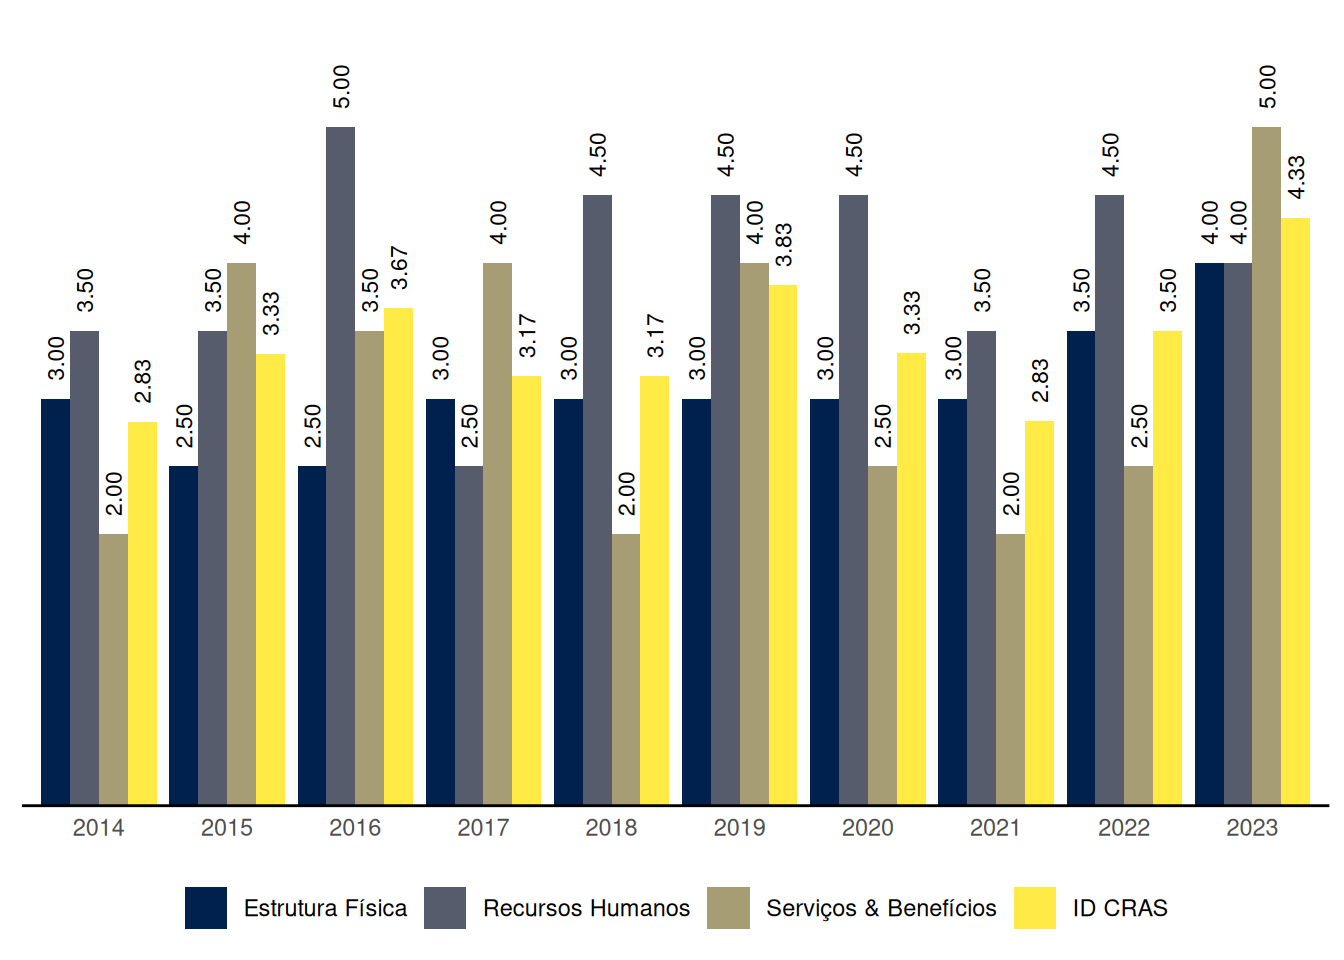 3.00 3.50 2.00 2.83
2.50 3.50 4.00 3.33
2.50 5.00 3.50 3.67
3.00 2.50 4.00 3.17
3.00 4.50 2.00 3.17
3.00 4.50 4.00 3.83
3.00 4.50 2.50 3.33
3.00 3.50 2.00 2.83
3.50 4.50 2.50 3.50
4.00 4.00 5.00 4.33
2014 2015 2016 2017 2018 2019 2020 2021 2022 2023
Estrutura Física Recursos Humanos Serviços & Benefícios ID CRAS